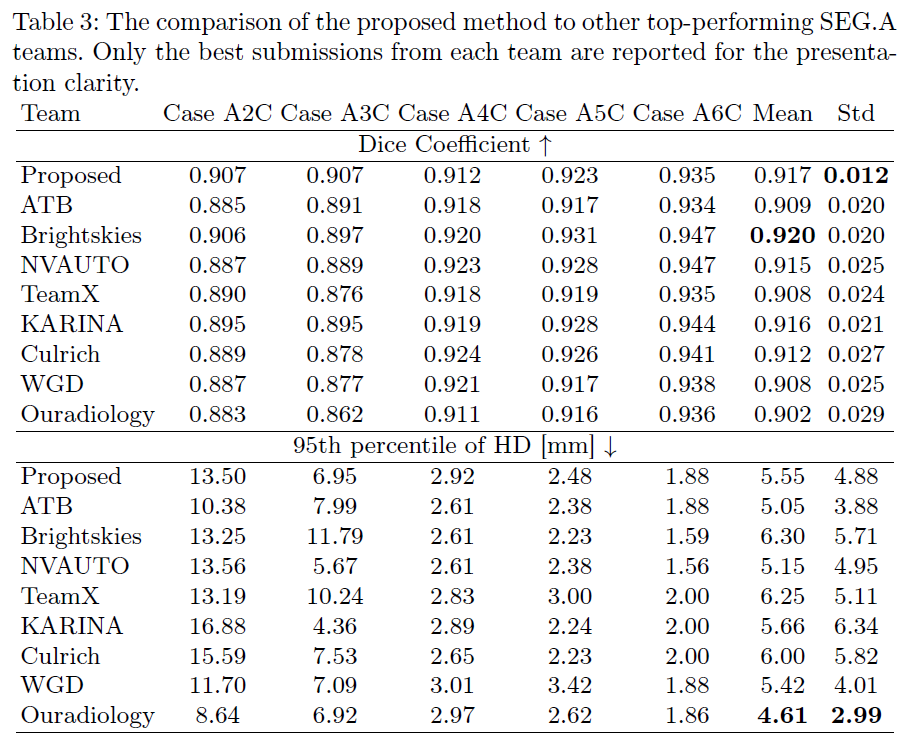 Table 3: The comparison of the proposed method to other top-performing SEG.A
teams. Only the best submissions from each team are reported for the presenta-
tion clarity.
Team Case A2C Case A3C Case A4C Case A5C Case A6C Mean Std
Dice Coefficient ↑
Proposed 0.907 0.907 0.912 0.923 0.935 0.917 0.012
ATB 0.885 0.891 0.918 0.917 0.934 0.909 0.020
Brightskies 0.906 0.897 0.920 0.931 0.947 0.920 0.020
NVAUTO 0.887 0.889 0.923 0.928 0.947 0.915 0.025
TeamX 0.890 0.876 0.918 0.919 0.935 0.908 0.024
KARINA 0.895 0.895 0.919 0.928 0.944 0.916 0.021
Culrich 0.889 0.878 0.924 0.926 0.941 0.912 0.027
WGD 0.887 0.877 0.921 0.917 0.938 0.908 0.025
Ouradiology 0.883 0.862 0.911 0.916 0.936 0.902 0.029
95th percentile of HD [mm] ↓
Proposed 13.50 6.95 2.92 2.48 1.88 5.55 4.88
ATB 10.38 7.99 2.61 2.38 1.88 5.05 3.88
Brightskies 13.25 11.79 2.61 2.23 1.59 6.30 5.71
NVAUTO 13.56 5.67 2.61 2.38 1.56 5.15 4.95
TeamX 13.19 10.24 2.83 3.00 2.00 6.25 5.11
KARINA 16.88 4.36 2.89 2.24 2.00 5.66 6.34
Culrich 15.59 7.53 2.65 2.23 2.00 6.00 5.82
WGD 11.70 7.09 3.01 3.42 1.88 5.42 4.01
Ouradiology 8.64 6.92 2.97 2.62 1.86 4.61 2.99